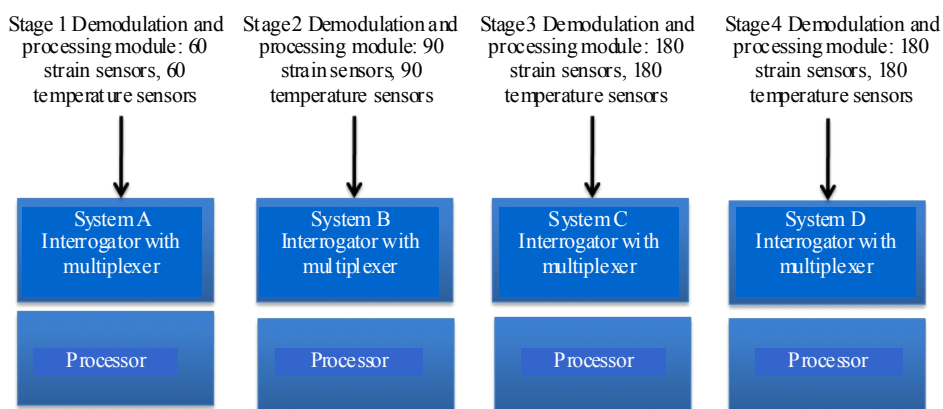 Stage 1 Demodulation and
processing module: 60
strain sensors, 60
temperature sensors
Stage2 Demodulation and
processing module: 90
strain sensors, 90
temperature sensors
Stage3 Demodulation and
processing module: 180
strain sensors, 180
temperature sensors
Stage4 Demodulation and
processing module: 180
strain sensors, 180
temperature sensors
System A
Interrogator with
multiplexer
System B
Interrogator with
multiplexer
System C
Interrogator with
multiplexer
System D
Interrogator with
multiplexer
Processor
Processor
Processor
Processor